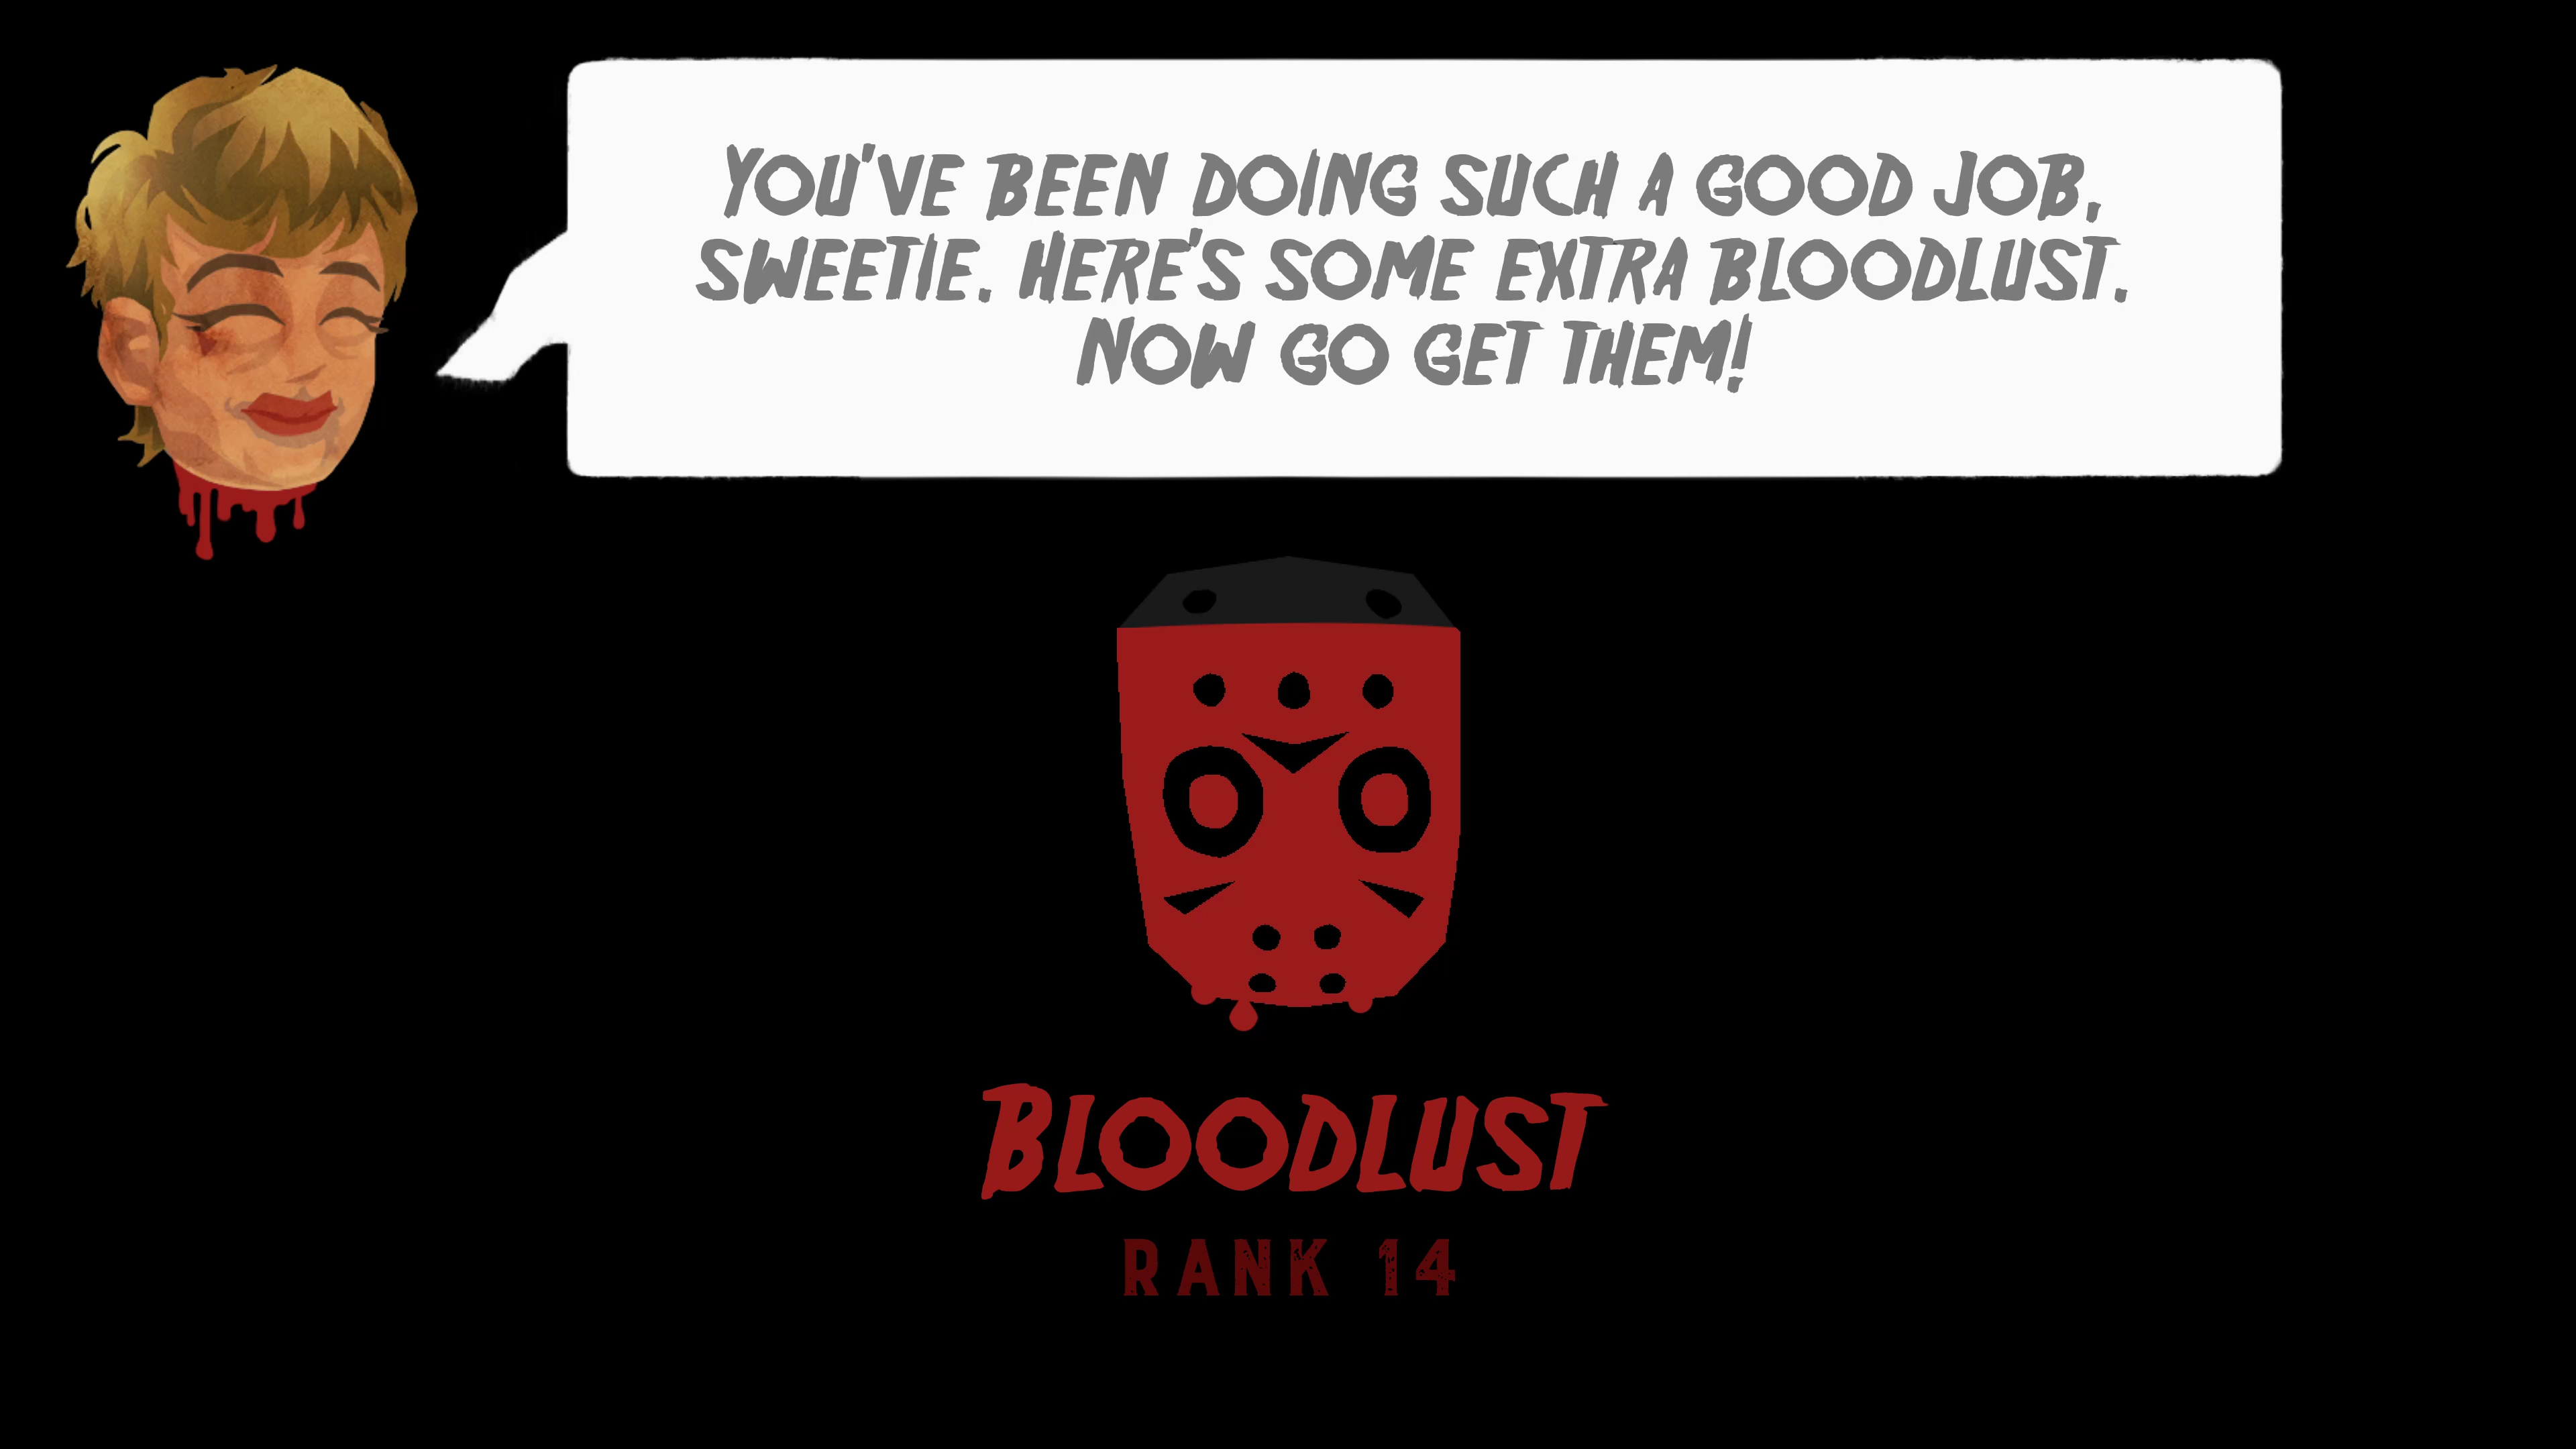 YOU'VE BEEN DOING SUCH A GOOD JOB,
SWEETIE. HERE'S SOME EXTRA BLOODLUST.
NOW GO GET THEM!
BLOODLUST
RANK 14